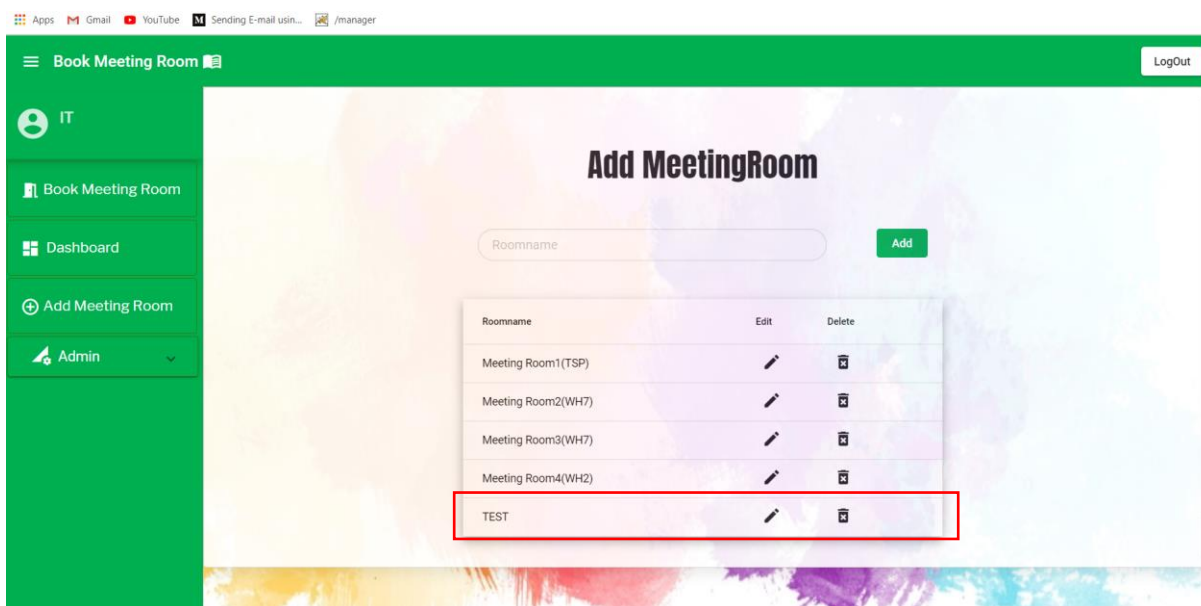 Apps Gmail YouTube M Sending E-mail usin... /manager
Book Meeting Room LogOut
IT
Book Meeting Room
Dashboard
Add Meeting Room
Admin
Add MeetingRoom
Roomname Add
Roomname Edit Delete
Meeting Room1(TSP)
Meeting Room2(WH7)
Meeting Room3(WH7)
Meeting Room4(WH2)
TEST